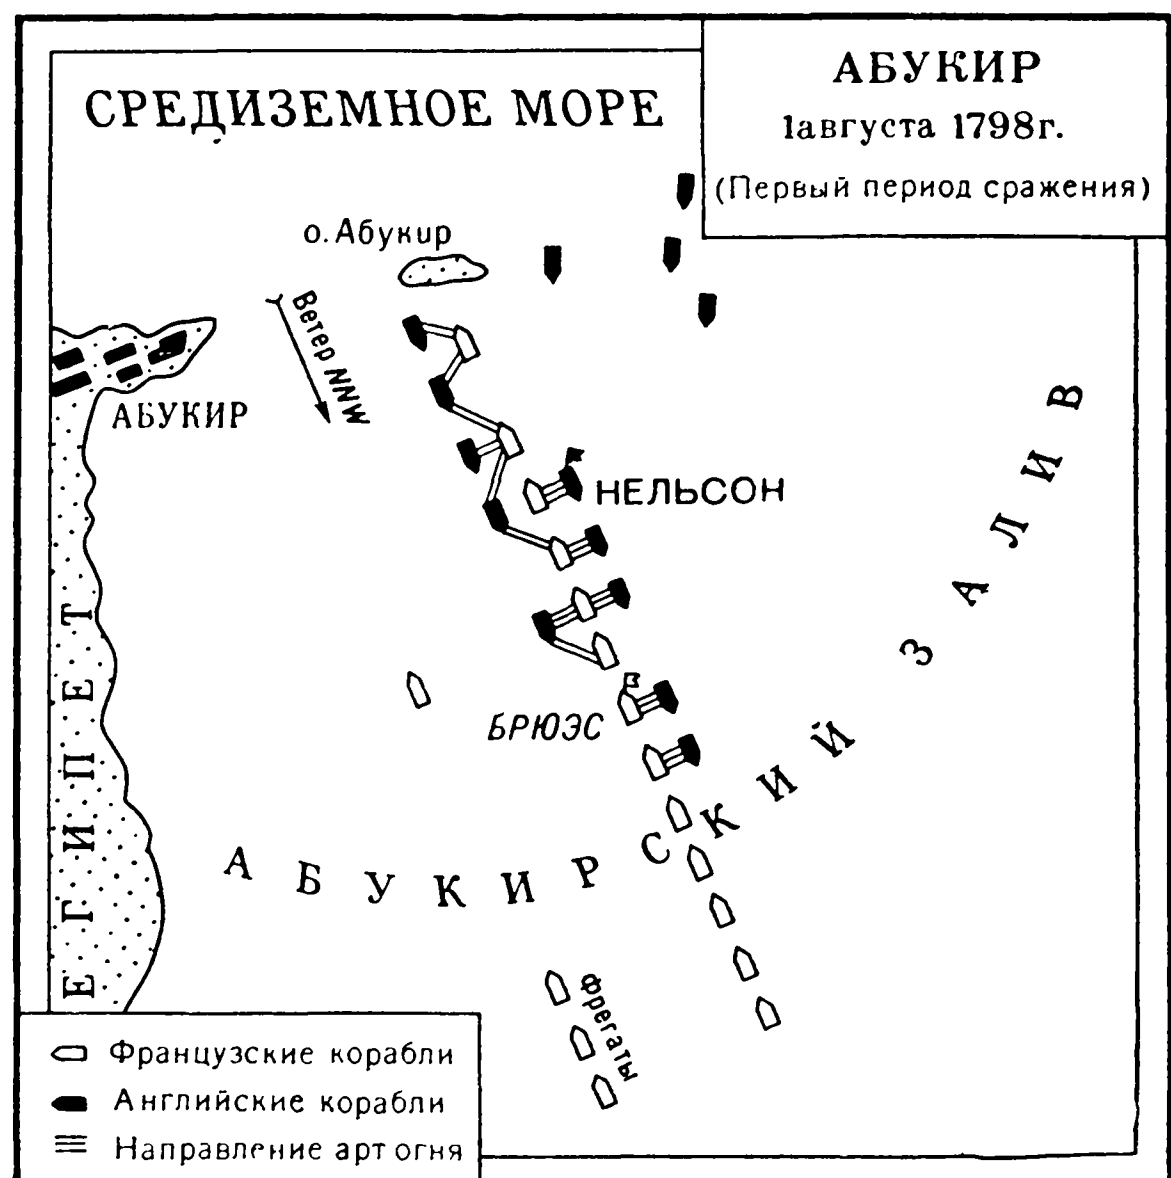 СРЕДИЗЕМНОЕ МОРЕ
АБУКИР
1августа 1798г.
(Первый период сражения)
о. Абукир
Ветер NNW
АБУКИР
НЕЛЬСОН
БРЮЭС
ЕГИПЕТ
АБУКИРСКИЙ ЗАЛИВ
Фрегаты
Французские корабли
Английские корабли
Направление арт огня